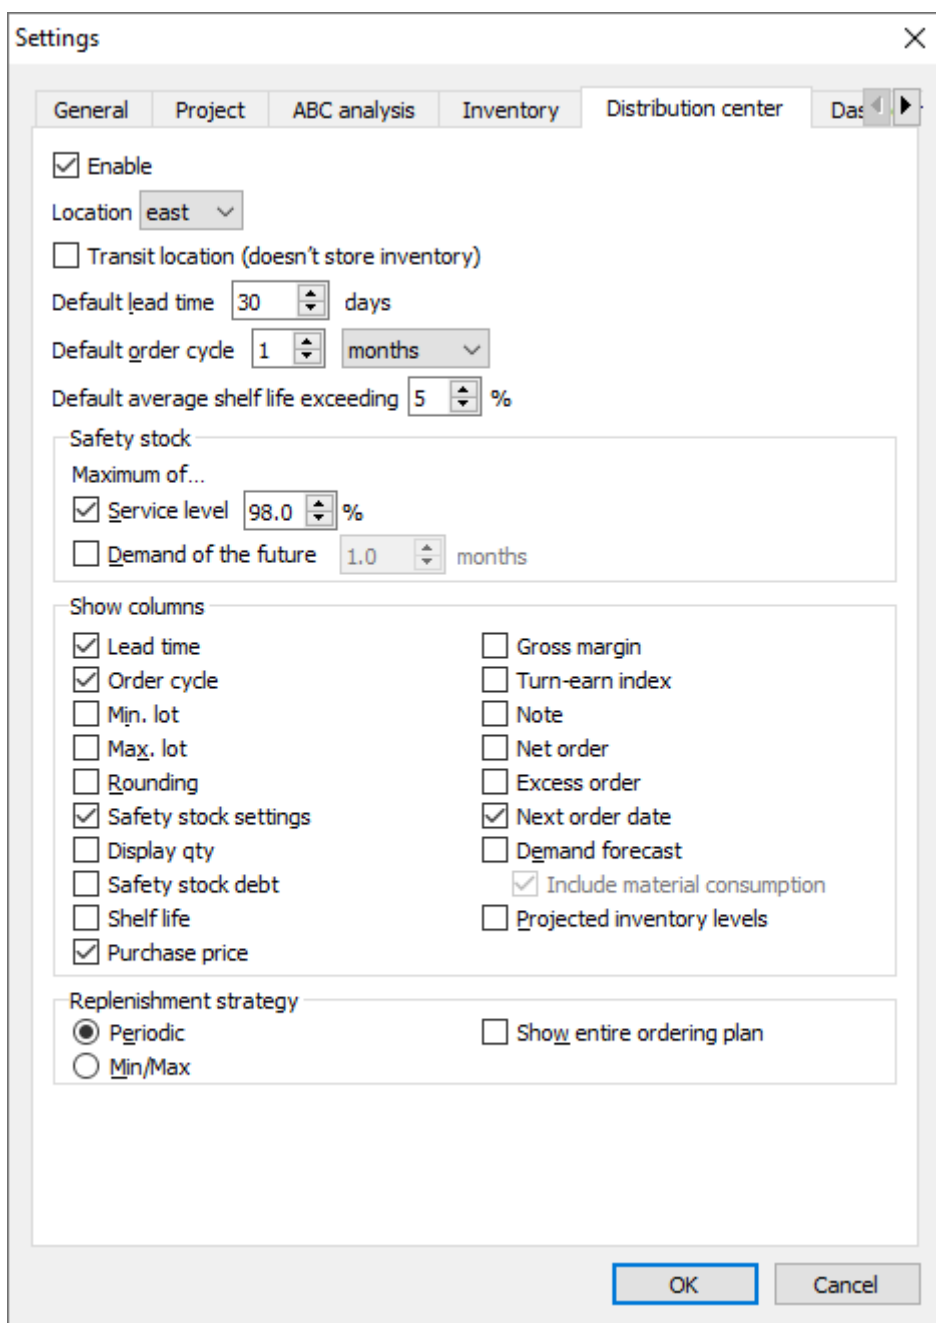 Settings
General Project ABC analysis Inventory Distribution center
Enable
Location east
Transit location (doesn't store inventory)
Default lead time 30 days
Default order cycle 1 months
Default average shelf life exceeding 5 %
Safety stock
Maximum of...
Service level 98.0 %
Demand of the future 1.0 months
Show columns
Lead time
Order cycle
Min. lot
Max. lot
Rounding
Safety stock settings
Display qty
Safety stock debt
Shelf life
Purchase price
Gross margin
Turn-earn index
Note
Net order
Excess order
Next order date
Demand forecast
Include material consumption
Projected inventory levels
Replenishment strategy
Periodic
Min/Max
Show entire ordering plan
OK Cancel